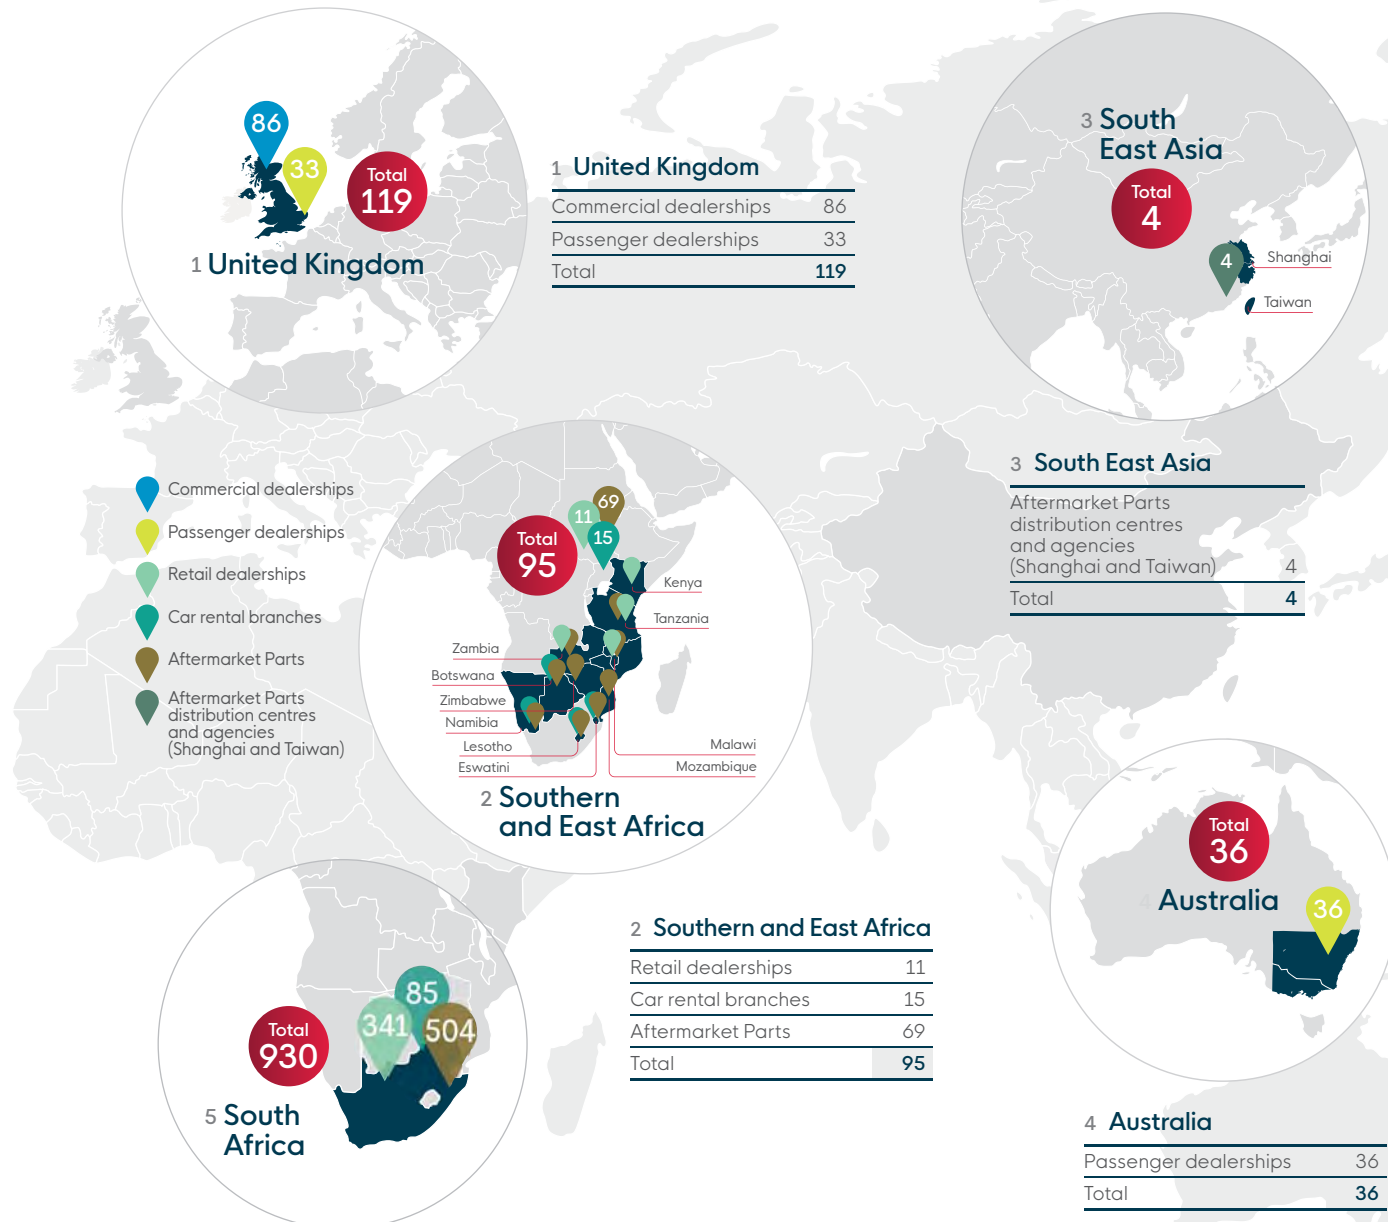 86
33
Total
119
1 United Kingdom
1 United Kingdom
Commercial dealerships 86
Passenger dealerships 33
Total 119
3 South
East Asia
Total
4
4
Shanghai
Taiwan
3 South East Asia
Aftermarket Parts
distribution centres
and agencies
(Shanghai and Taiwan) 4
Total 4
Commercial dealerships
Passenger dealerships
Retail dealerships
Car rental branches
Aftermarket Parts
Aftermarket Parts
distribution centres
and agencies
(Shanghai and Taiwan)
69
11
15
Total
95
Kenya
Tanzania
Zambia
Botswana
Zimbabwe
Namibia
Lesotho
Eswatini
Malawi
Mozambique
2 Southern
and East Africa
2 Southern and East Africa
Retail dealerships 11
Car rental branches 15
Aftermarket Parts 69
Total 95
Total
36
4 Australia
36
4 Australia
Passenger dealerships 36
Total 36
85
341
504
Total
930
5 South
Africa